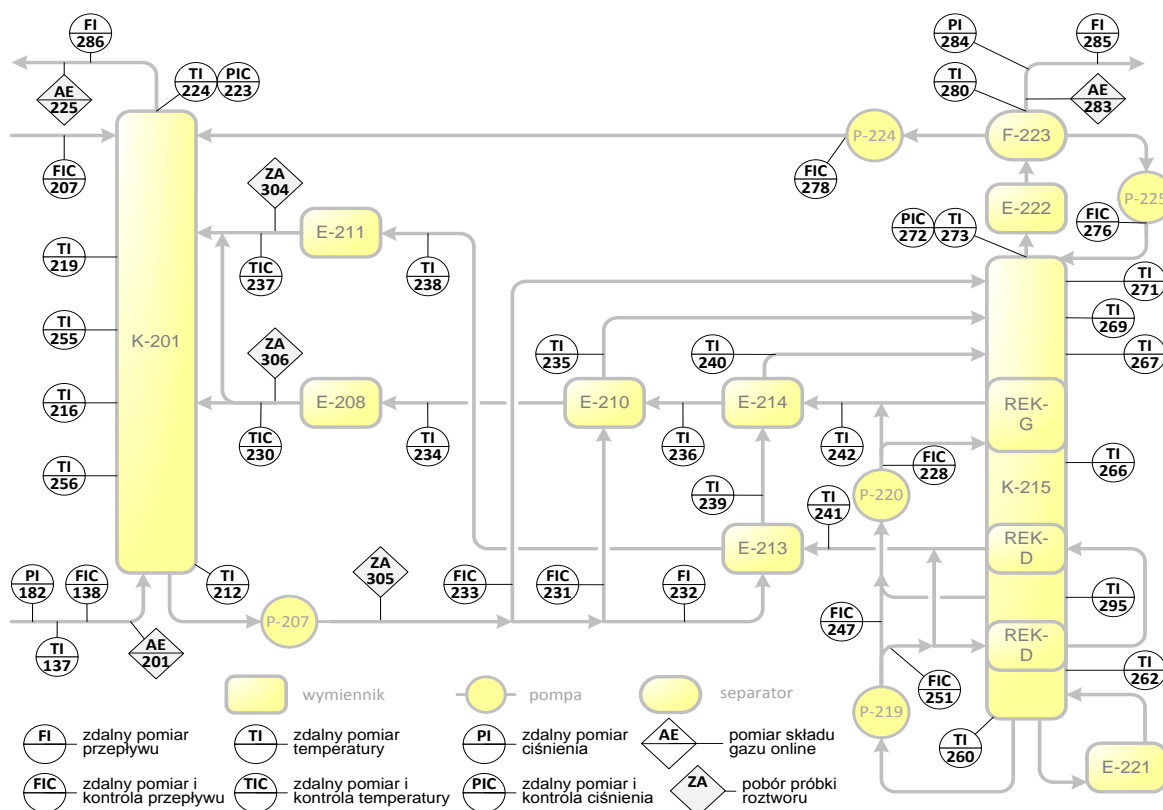 FI
286
PI
284
FI
285
TI
224
PIC
223
AE
225
TI
280
AE
283
FIC
207
P-224
F-223
FIC
278
ZA
304
P-225
E-222
FIC
276
E-211
PIC
272
TI
273
TI
219
TIC
237
TI
238
TI
271
TI
269
K-201
TI
255
ZA
306
TI
235
TI
240
TI
267
TI
216
E-208
E-210
E-214
REK-
G
TIC
230
TI
234
TI
236
TI
242
FIC
228
TI
266
TI
256
TI
239
TI
241
P-220
K-215
E-213
REK-
D
PI
182
FIC
138
TI
212
ZA
305
FIC
233
FIC
231
FI
232
TI
295
P-207
FIC
247
REK-
D
TI
137
AE
201
FIC
251
TI
262
wymiennik
pompa
separator
P-219
FI
zdalny pomiar
przepływu
TI
zdalny pomiar
temperatury
PI
zdalny pomiar
ciśnienia
AE
pomiar składu
gazu online
TI
260
E-221
FIC
zdalny pomiar i
kontrola przepływu
TIC
zdalny pomiar i
kontrola temperatury
PIC
zdalny pomiar i
kontrola ciśnienia
ZA
pobór próbki
roztworu